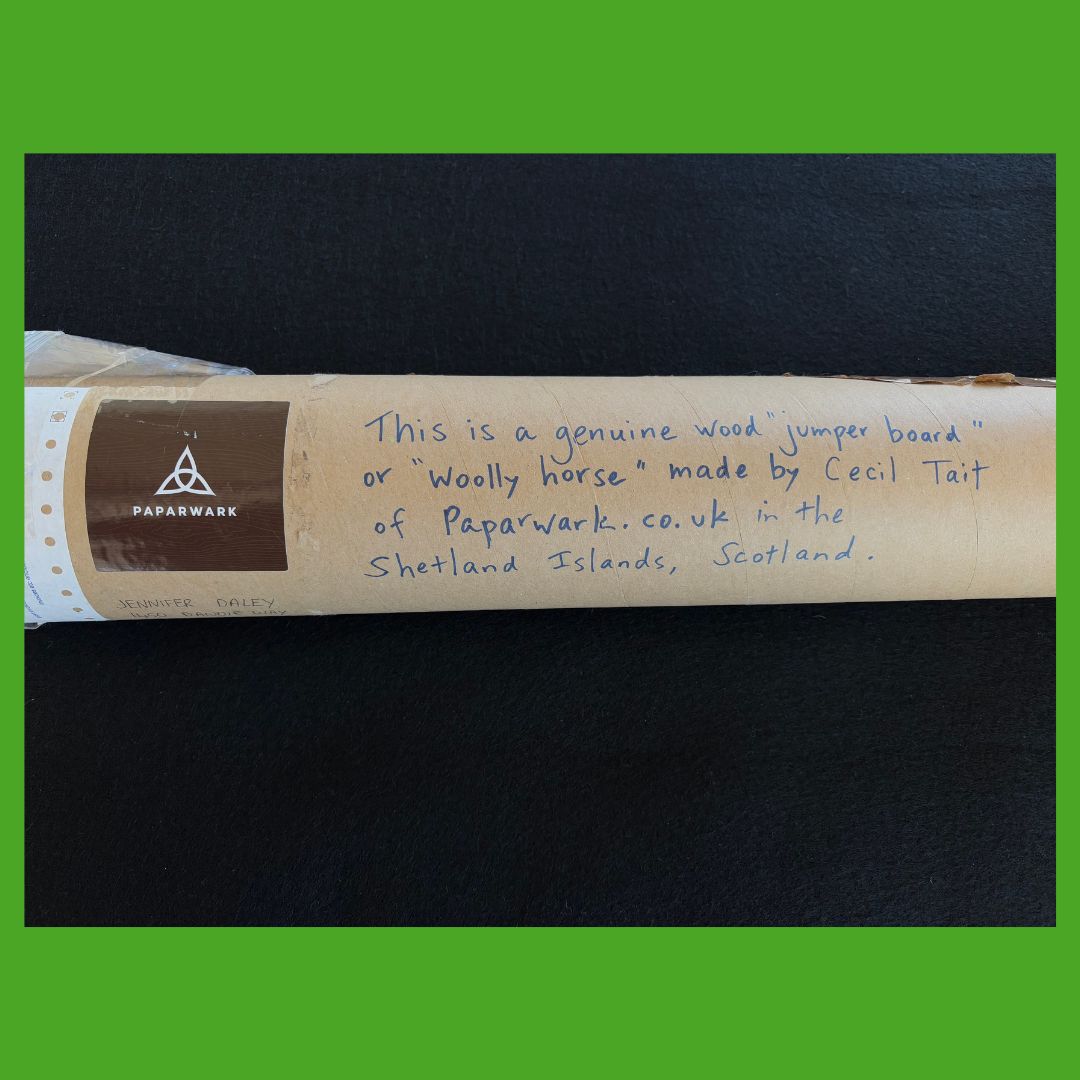 PAPARWARK
This is a genuine wood "jumper board"
or "woolly horse" made by Cecil Tait
of Paparwark.co.uk in the
Shetland Islands, Scotland.
JENNIFER DALEY